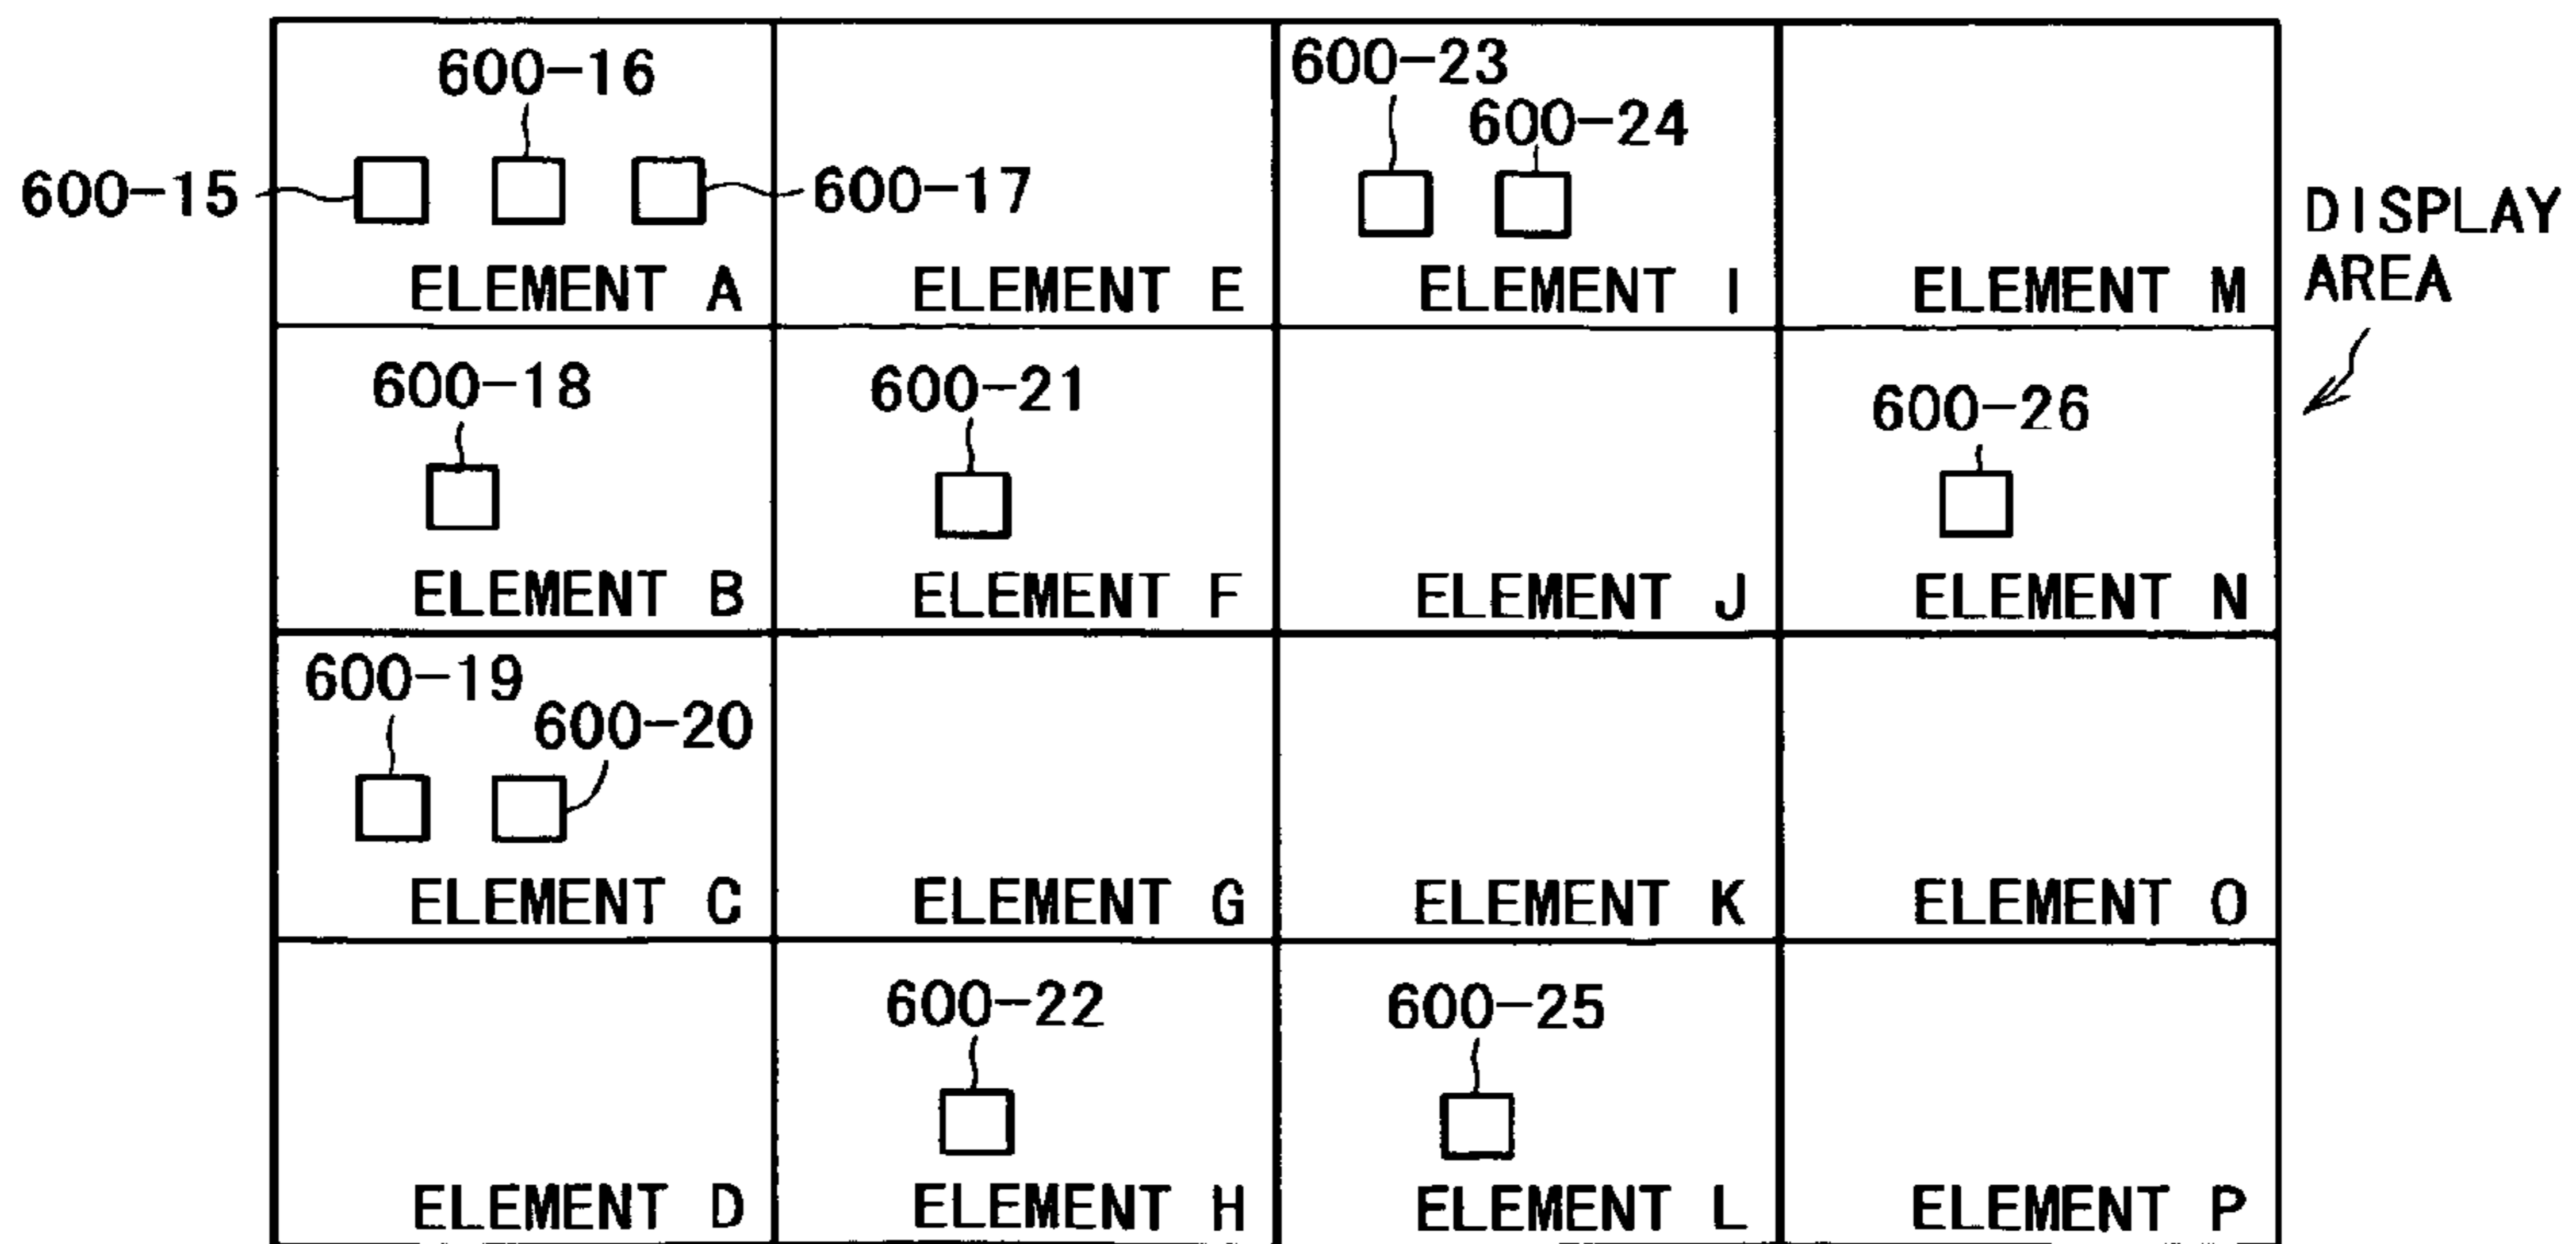 600-16
600-23
600-24
600-15
600-17
DISPLAY
AREA
ELEMENT A
ELEMENT E
ELEMENT I
ELEMENT M
600-18
600-21
600-26
ELEMENT B
ELEMENT F
ELEMENT J
ELEMENT N
600-19
600-20
ELEMENT C
ELEMENT G
ELEMENT K
ELEMENT O
600-22
600-25
ELEMENT D
ELEMENT H
ELEMENT L
ELEMENT P